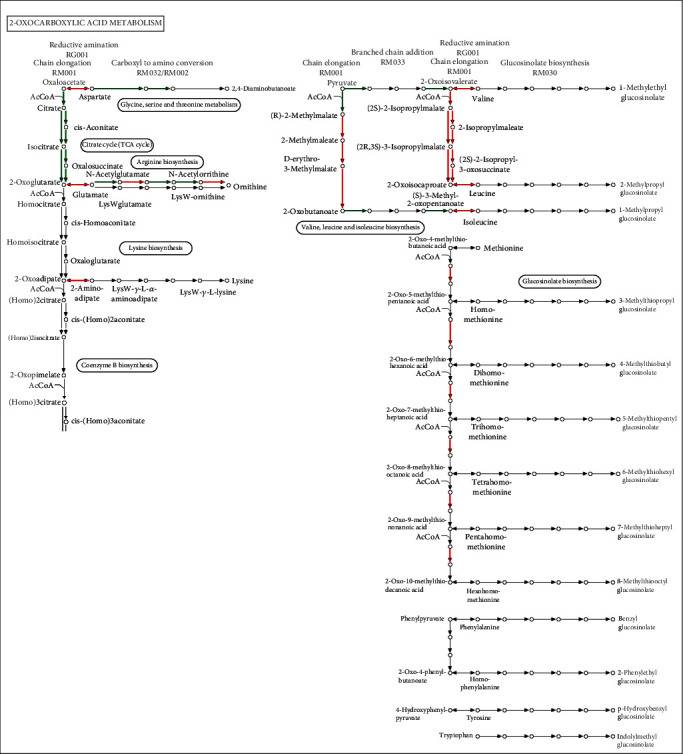 2-OXOCARBOXYLIC ACID METABOLISM
Reductive amination
RG001
Chain elongation
RM001
Carboxyl to amino conversion
RM032/RM002
Oxaloacetate
AcCoA
Aspartate
2,4-Diaminobutanoate
Glycine, serine and threonine metabolism
Citrate
cis-Aconitate
Isocitrate
Citrate cycle (TCA cycle)
Oxalosuccinate
Arginine biosynthesis
N-Acetylglutamate
N-Acetylorrithine
2-Oxoglutarate
AcCoA
Glutamate
LysWglutamate
LysW-ornithine
Ornithine
Homocitrate
cis-Homoaconitate
Homoisocitrate
Lysine biosynthesis
Oxaloglutarate
2-Oxoadipate
AcCoA
2-Amino-
adipate
LysW-γ-L-α-
aminoadipate
LysW-γ-L-lysine
Lysine
(Homo)2citrate
cis-(Homo)2aconitate
(Homo)2isocitrate
Coenzyme B biosynthesis
2-Oxopimelate
AcCoA
(Homo)3citrate
cis-(Homo)3aconitate
Chain elongation
RM001
Pyruvate
AcCoA
Branched chain addition
RM033
Reductive amination
RG001
Chain elongation
RM001
2-Oxoisovalerate
AcCoA
Valine
Glucosinolate biosynthesis
RM030
1-Methylethyl
glucosinolate
(R)-2-Methylmalate
(2S)-2-Isopropylmalate
2-Isopropylmaleate
2-Methylmaleate
(2R,3S)-3-Isopropylmalate
D-erythro-
3-Methylmalate
(2S)-2-Isopropyl-
3-oxosuccinate
2-Oxoisocaproate
Leucine
2-Methylpropyl
glucosinolate
(S)-3-Methyl-
2-oxopentanoate
2-Oxobutanoate
Isoleucine
1-Methylpropyl
glucosinolate
Valine, leucine and isoleucine biosynthesis
2-Oxo-4-methylthio-
butanoic acid
Methionine
AcCoA
Glucosinolate biosynthesis
2-Oxo-5-methylthio-
pentanoic acid
AcCoA
Homo-
methionine
3-Methylthiopropyl
glucosinolate
2-Oxo-6-methylthio
hexanoic acid
AcCoA
Dihomo-
methionine
4-Methylthiobutyl
glucosinolate
2-Oxo-7-methylthio-
heptanoic acid
AcCoA
Trihomo-
methionine
5-Methylthiopentyl
glucosinolate
2-Oxo-8-methylthio-
octanoic acid
AcCoA
Tetrahomo-
methionine
6-Methylthiohexyl
glucosinolate
2-Oxo-9-methylthio-
nonanoic acid
AcCoA
Pentahomo-
methionine
7-Methylthioheptyl
glucosinolate
2-Oxo-10-methylthio-
decanoic acid
Hexohomo-
methionine
8-Methylthiooctyl
glucosinolate
Phenylpyruvate
Phenylalanine
Benzyl
glucosinolate
2-Oxo-4-phenyl-
butanoate
Homo-
phenylalanine
2-Phenylethyl
glucosinolate
4-Hydroxyphenyl-
pyruvate
Tyrosine
p-Hydroxybenzyl
glucosinolate
Tryptophan
Indolylmethyl
glucosinolate